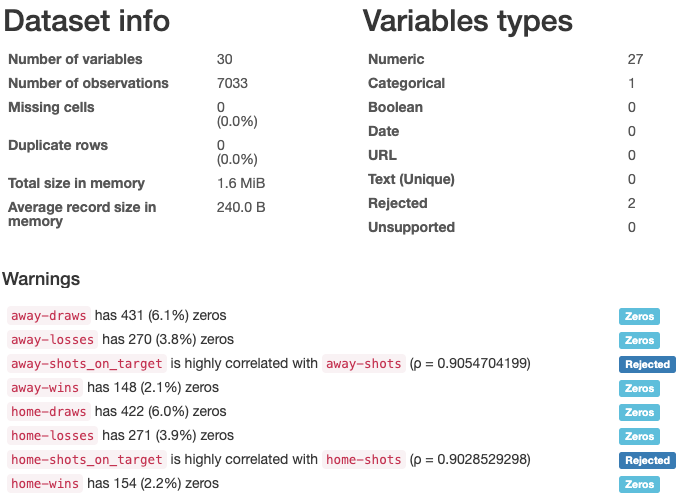 Dataset info
Number of variables 30
Number of observations 7033
Missing cells 0
(0.0%)
Duplicate rows 0
(0.0%)
Total size in memory 1.6 MiB
Average record size in 240.0 B
memory
Variables types
Numeric 27
Categorical 1
Boolean 0
Date 0
URL 0
Text (Unique) 0
Rejected 2
Unsupported 0
Warnings
away-draws has 431 (6.1%) zeros Zeros
away-losses has 270 (3.8%) zeros Zeros
away-shots_on_target is highly correlated with away-shots (ρ = 0.9054704199) Rejected
away-wins has 148 (2.1%) zeros Zeros
home-draws has 422 (6.0%) zeros Zeros
home-losses has 271 (3.9%) zeros Zeros
home-shots_on_target is highly correlated with home-shots (ρ = 0.9028529298) Rejected
home-wins has 154 (2.2%) zeros Zeros